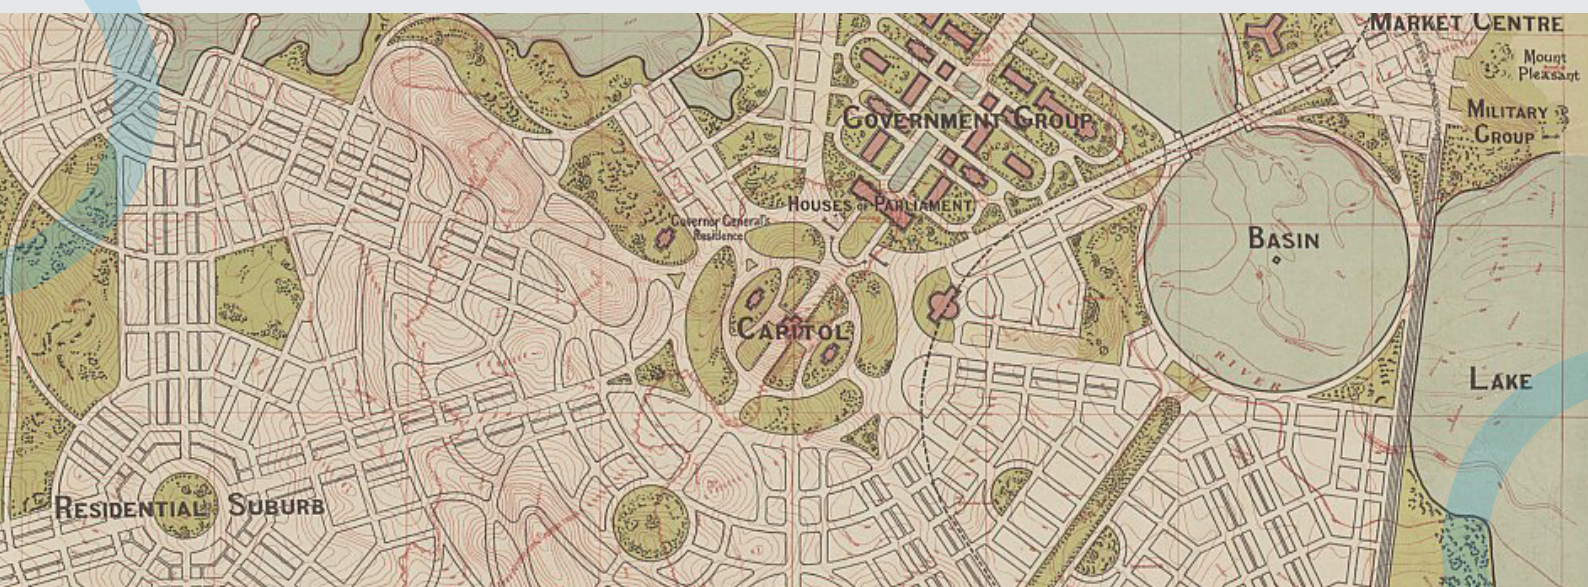 MARKET CENTRE
MOUNT
PLEASANT
MILITARY
GROUP
GOVERNMENT GROUP
HOUSES OF PARLIAMENT
GOVERNOR GENERAL'S
RESIDENCE
BASIN
CAPITOL
RIVER
LAKE
RESIDENTIAL SUBURB